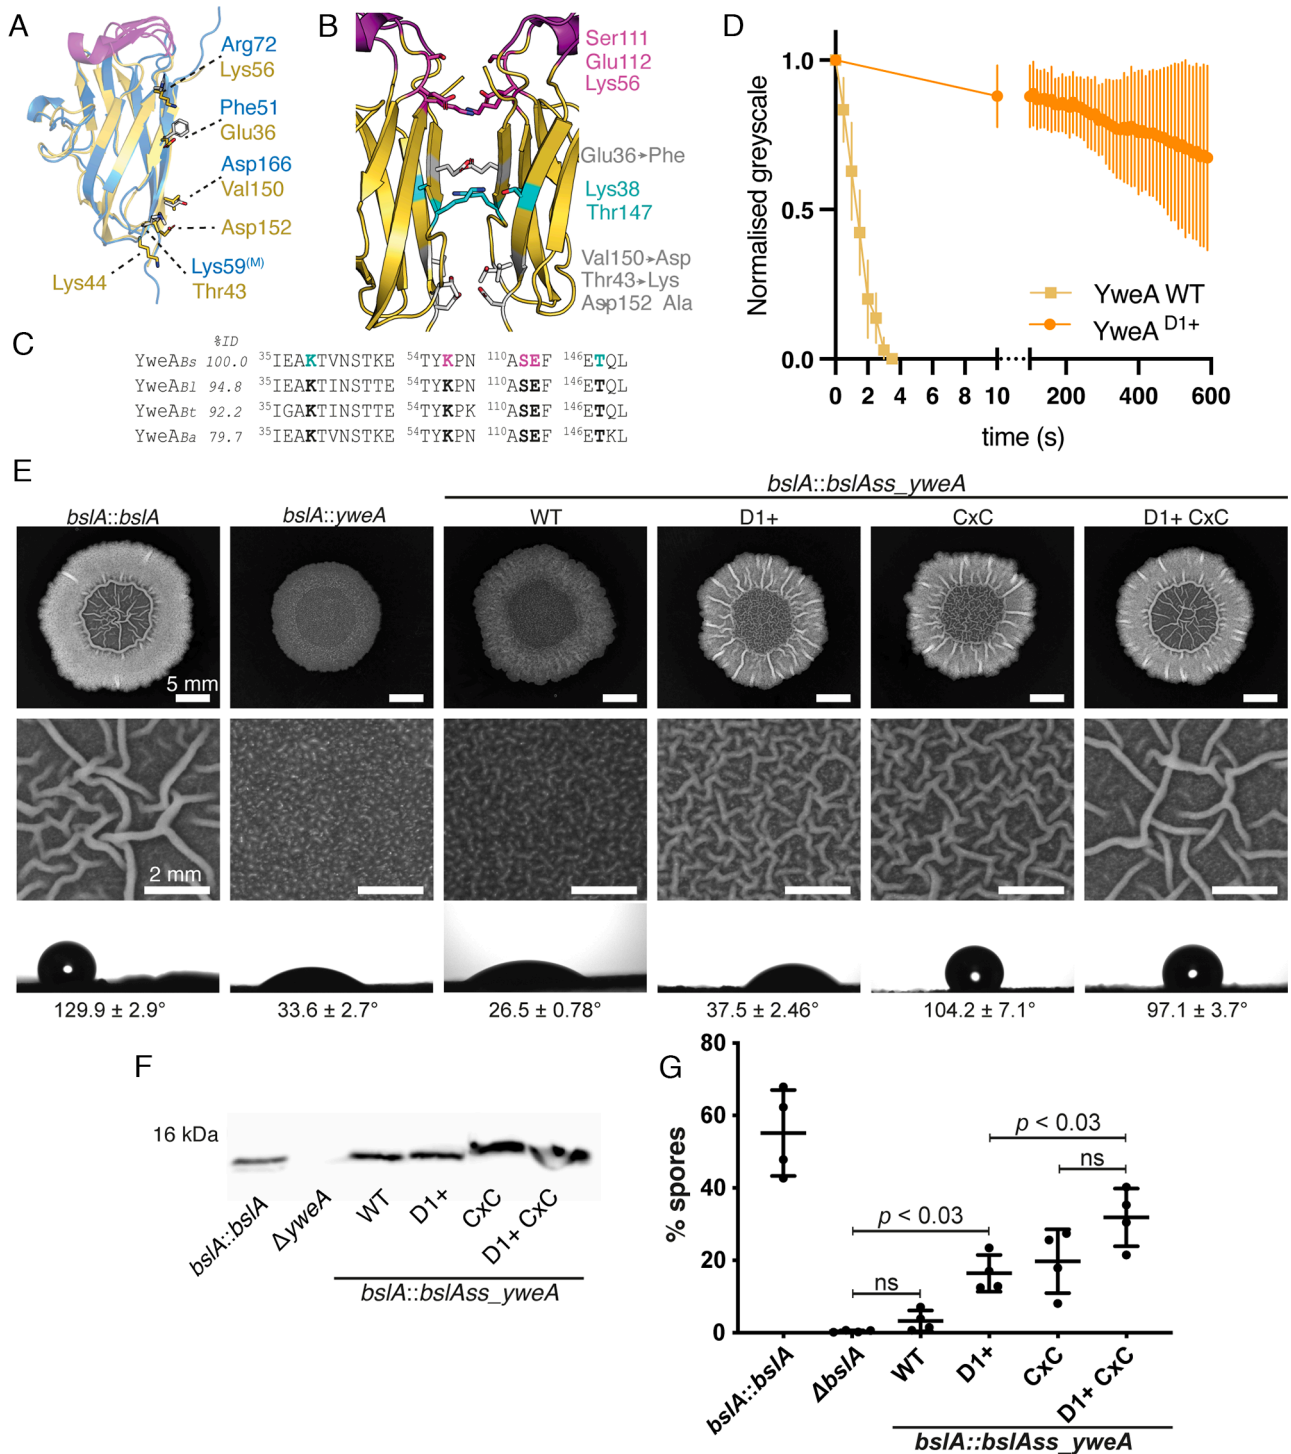 A
Arg72
Lys56
Phe51
Glu36
Asp166
Val150
Asp152
Lys59(M)
Thr43
Lys44
B
Ser111
Glu112
Lys56
Glu36→Phe
Lys38
Thr147
Val150→Asp
Thr43→Lys
Asp152 Ala
C
%ID
YweABs 100.0 35IEAKTVNSTKE 54TYKPN 110ASEF 146ETQL
YweABl 94.8 35IEAKTINSTTE 54TYKPN 110ASEF 146ETQL
YweABt 92.2 35IGAKTINSTTE 54TYKPK 110ASEF 146ETQL
YweABa 79.7 35IEAKTVNSTKE 54TYKPN 110ASEF 146ETKL
D
Normalised greyscale
1.0
0.5
0.0
YweA WT
YweA D1+
0 2 4 6 8 10 200 400 600
time (s)
E
bslA::bslAss_yweA
bslA::bslA bslA::yweA WT D1+ CxC D1+ CxC
5 mm
2 mm
129.9 ± 2.9° 33.6 ± 2.7° 26.5 ± 0.78° 37.5 ± 2.46° 104.2 ± 7.1° 97.1 ± 3.7°
F
16 kDa
bslA::bslA ΔyweA WT D1+ CxC D1+ CxC
bslA::bslAss_yweA
G
% spores
80
60
40
20
0
p < 0.03
ns
p < 0.03
ns
bslA::bslA ΔbslA WT D1+ CxC D1+ CxC
bslA::bslAss_yweA